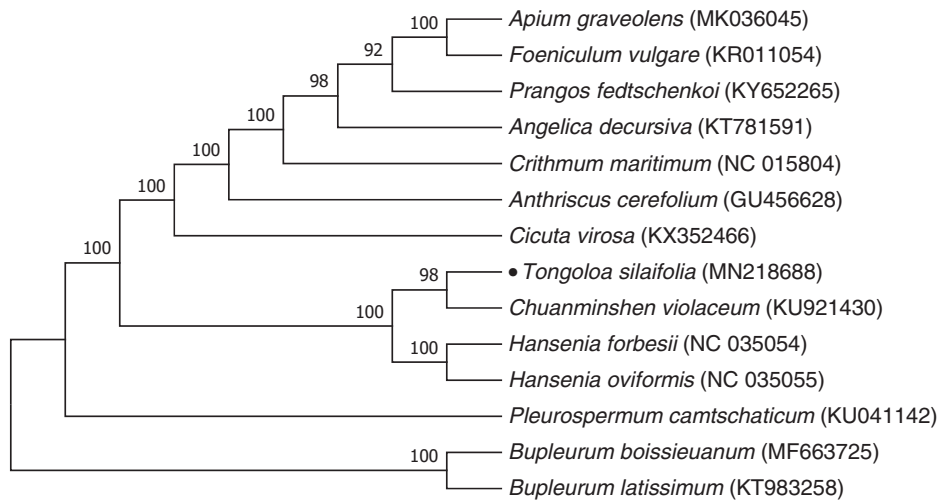 100
Apium graveolens (MK036045)
92
Foeniculum vulgare (KR011054)
98
Prangos fedtschenkoi (KY652265)
100
Angelica decursiva (KT781591)
100
Crithmum maritimum (NC 015804)
100
Anthriscus cerefolium (GU456628)
100
Cicuta virosa (KX352466)
98
●Tongoloa silaifolia (MN218688)
100
Chuanminshen violaceum (KU921430)
100
Hansenia forbesii (NC 035054)
Hansenia oviformis (NC 035055)
Pleurospermum camtschaticum (KU041142)
100
Bupleurum boissieuanum (MF663725)
Bupleurum latissimum (KT983258)